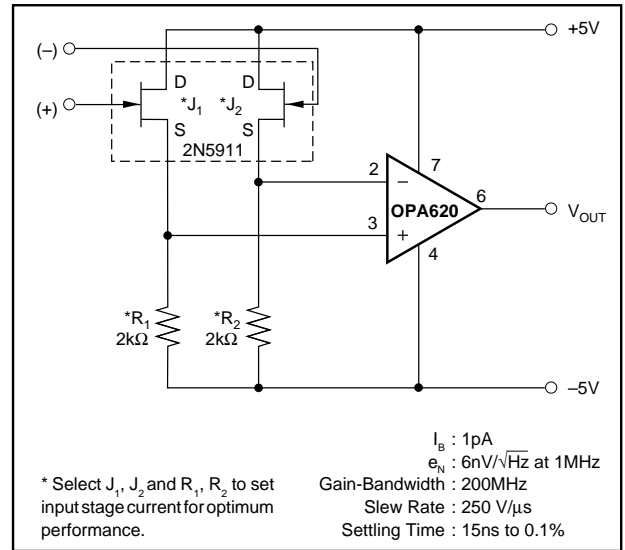 +5V
(–)
D D
(+)
*J1 *J2
S S
2N5911
2 – 7
OPA620 6 VOUT
3 + 4
*R1 *R2
2kΩ 2kΩ
–5V
IB : 1pA
eN : 6nV/√Hz at 1MHz
Gain-Bandwidth : 200MHz
Slew Rate : 250 V/µs
Settling Time : 15ns to 0.1%
* Select J1, J2 and R1, R2 to set
input stage current for optimum
performance.